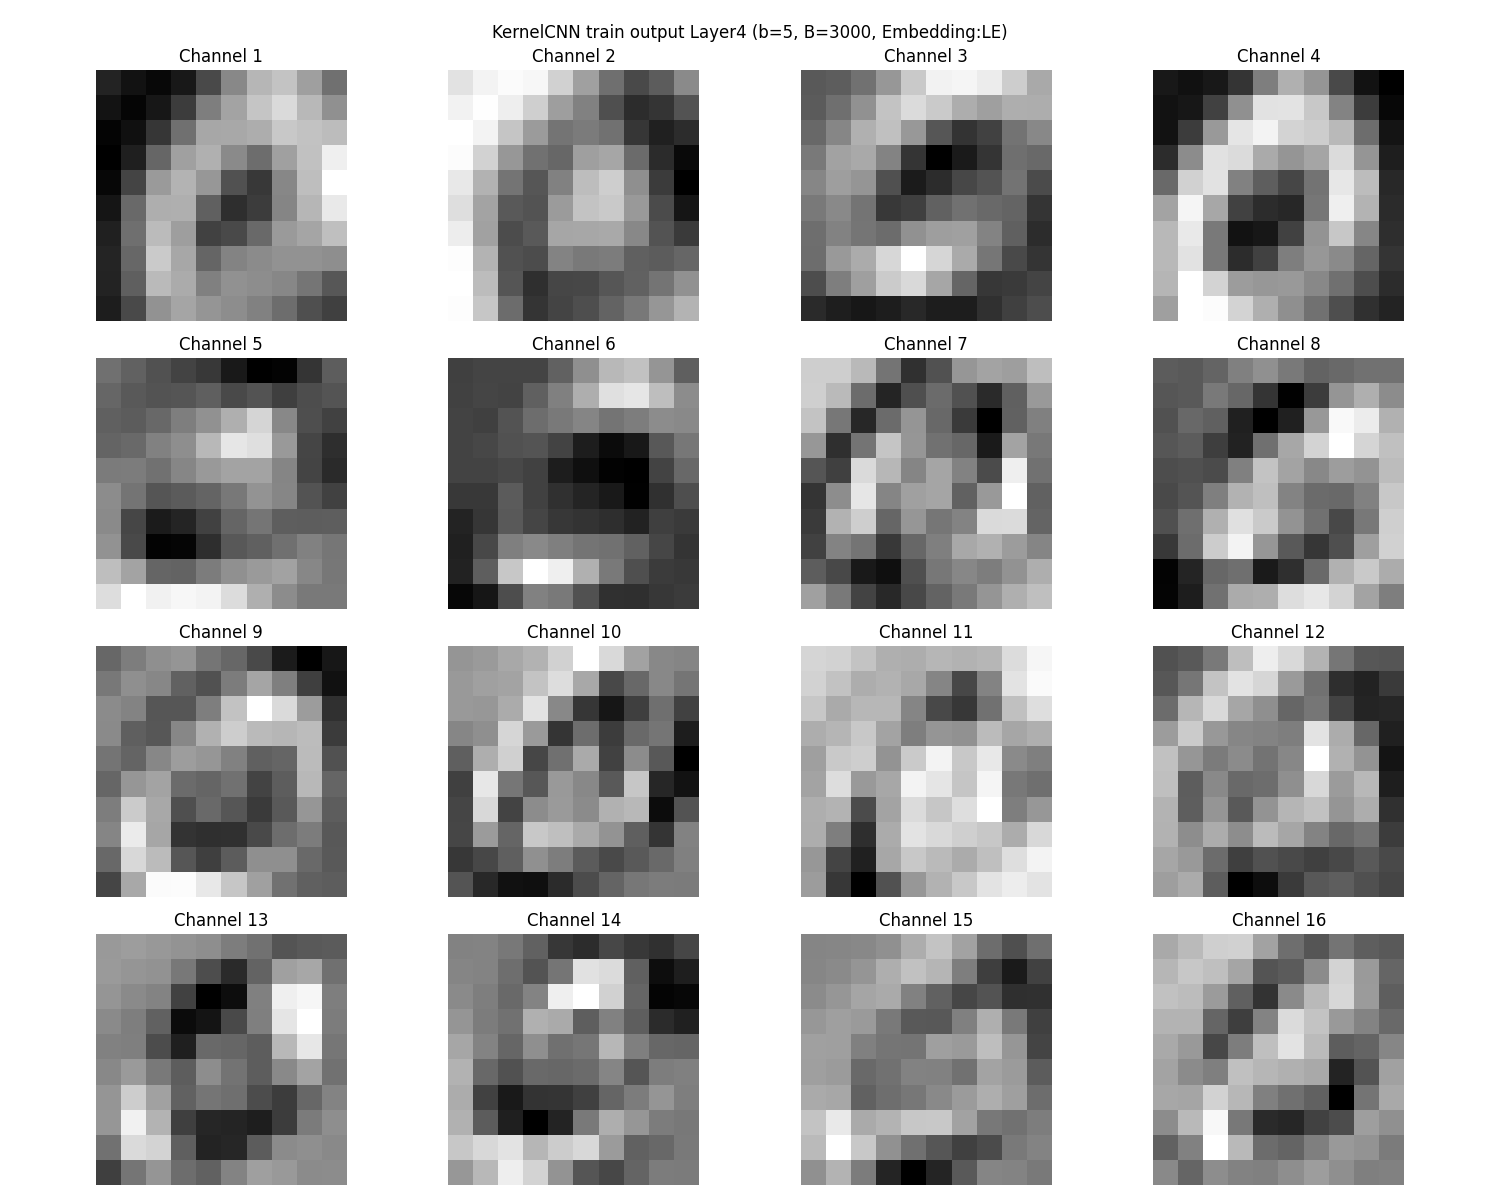 KernelCNN train output Layer4 (b=5, B=3000, Embedding:LE)
Channel 1 Channel 2 Channel 3 Channel 4
Channel 5 Channel 6 Channel 7 Channel 8
Channel 9 Channel 10 Channel 11 Channel 12
Channel 13 Channel 14 Channel 15 Channel 16